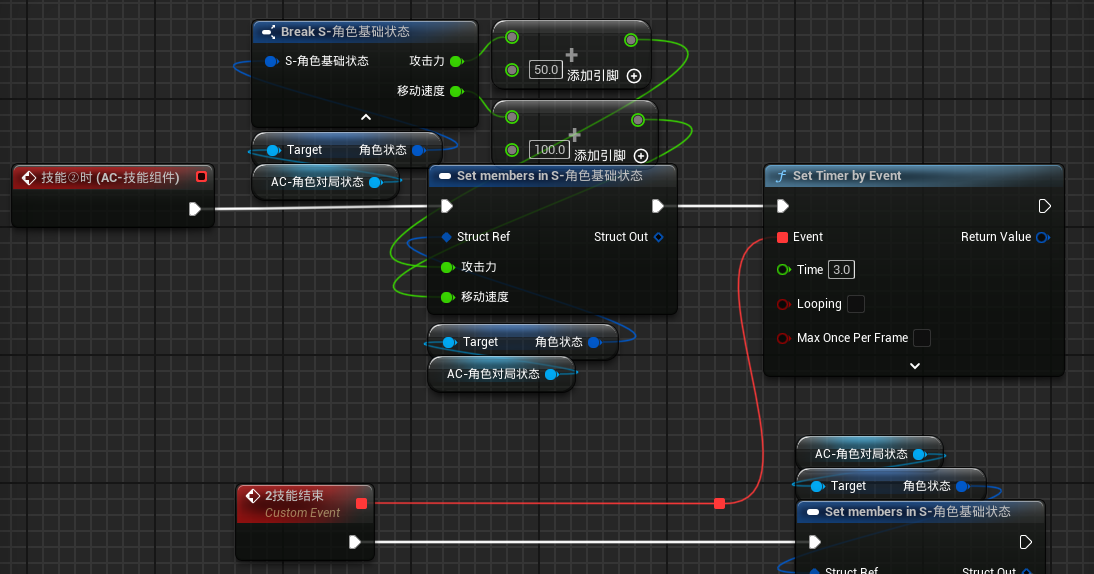 Break S-角色基础状态
S-角色基础状态
攻击力
移动速度
50.0
添加引脚
100.0
添加引脚
Target
角色状态
AC-角色对局状态
技能②时 (AC-技能组件)
Set members in S-角色基础状态
Struct Ref
Struct Out
攻击力
移动速度
Target
角色状态
AC-角色对局状态
Set Timer by Event
Event
Return Value
Time
3.0
Looping
Max Once Per Frame
2技能结束
Custom Event
AC-角色对局状态
Target
角色状态
Set members in S-角色基础状态
Struct Ref
Struct Out